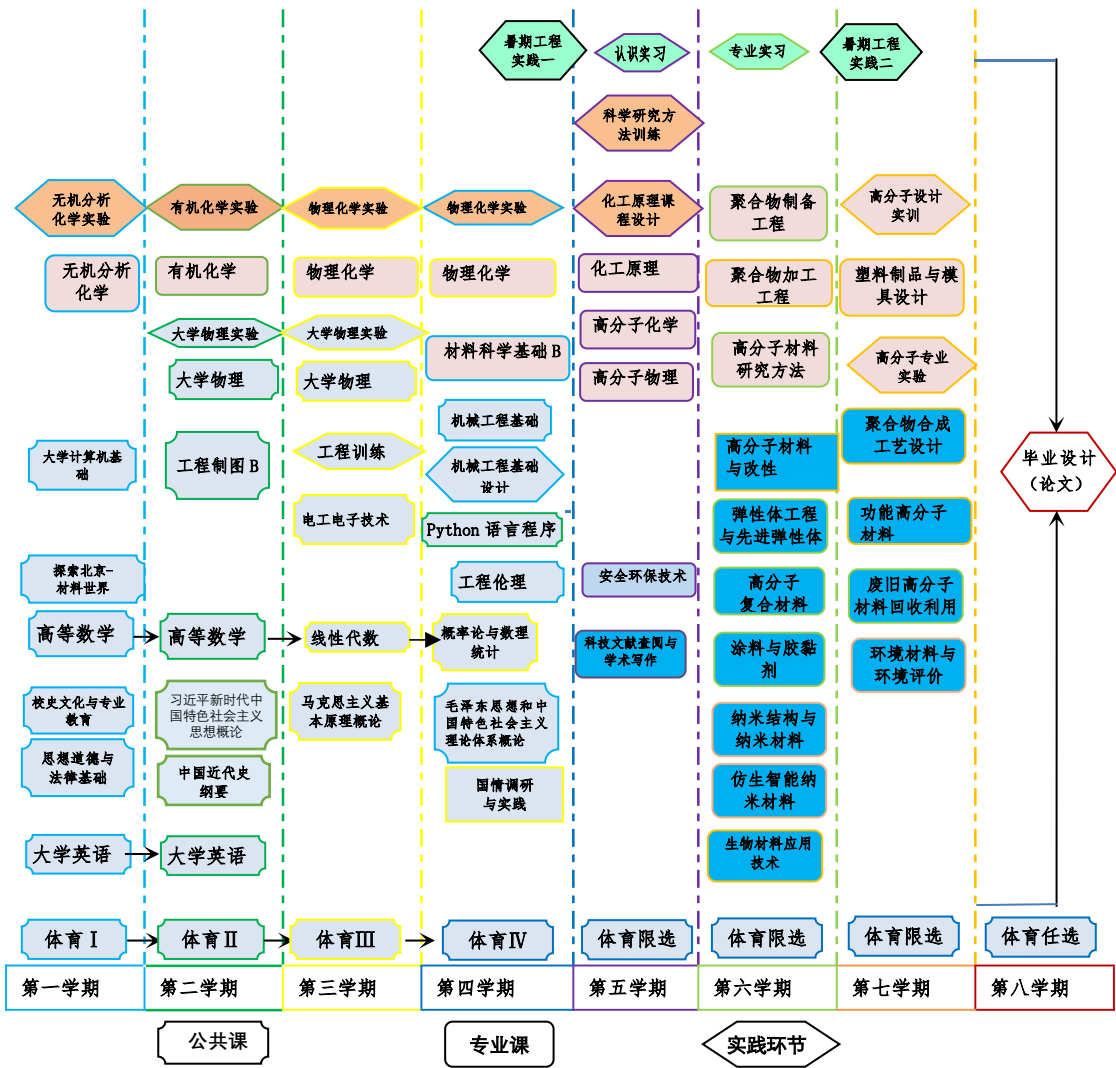 暑期工程
实践一
认识实习
专业实习
暑期工程
实践二
科学研究方
法训练
无机分析
化学实验
有机化学实验
物理化学实验
物理化学实验
化工原理课
程设计
聚合物制备
工程
高分子设计
实训
无机分析
化学
有机化学
物理化学
物理化学
化工原理
聚合物加工
工程
塑料制品与模
具设计
大学物理实验
大学物理实验
材料科学基础 B
高分子化学
高分子材料
研究方法
高分子专业
实验
大学物理
大学物理
高分子物理
机械工程基础
聚合物合成
工艺设计
大学计算机基
础
工程制图 B
工程训练
机械工程基础
设计
高分子材料
与改性
毕业设计
（论文）
电工电子技术
Python 语言程序
弹性体工程
与先进弹性体
功能高分子
材料
探索北京-
材料世界
工程伦理
安全环保技术
高分子
复合材料
废旧高分子
材料回收利用
高等数学
高等数学
线性代数
概率论与数理
统计
科技文献查阅与
学术写作
涂料与胶黏
剂
环境材料与
环境评价
校史文化与专业
教育
习近平新时代中
国特色社会主义
思想概论
马克思主义基
本原理概论
毛泽东思想和中
国特色社会主义
理论体系概论
纳米结构与
纳米材料
思想道德与
法律基础
中国近代史
纲要
国情调研
与实践
仿生智能纳
米材料
大学英语
大学英语
生物材料应用
技术
体育Ⅰ
体育Ⅱ
体育Ⅲ
体育Ⅳ
体育限选
体育限选
体育限选
体育任选
第一学期
第二学期
第三学期
第四学期
第五学期
第六学期
第七学期
第八学期
公共课
专业课
实践环节